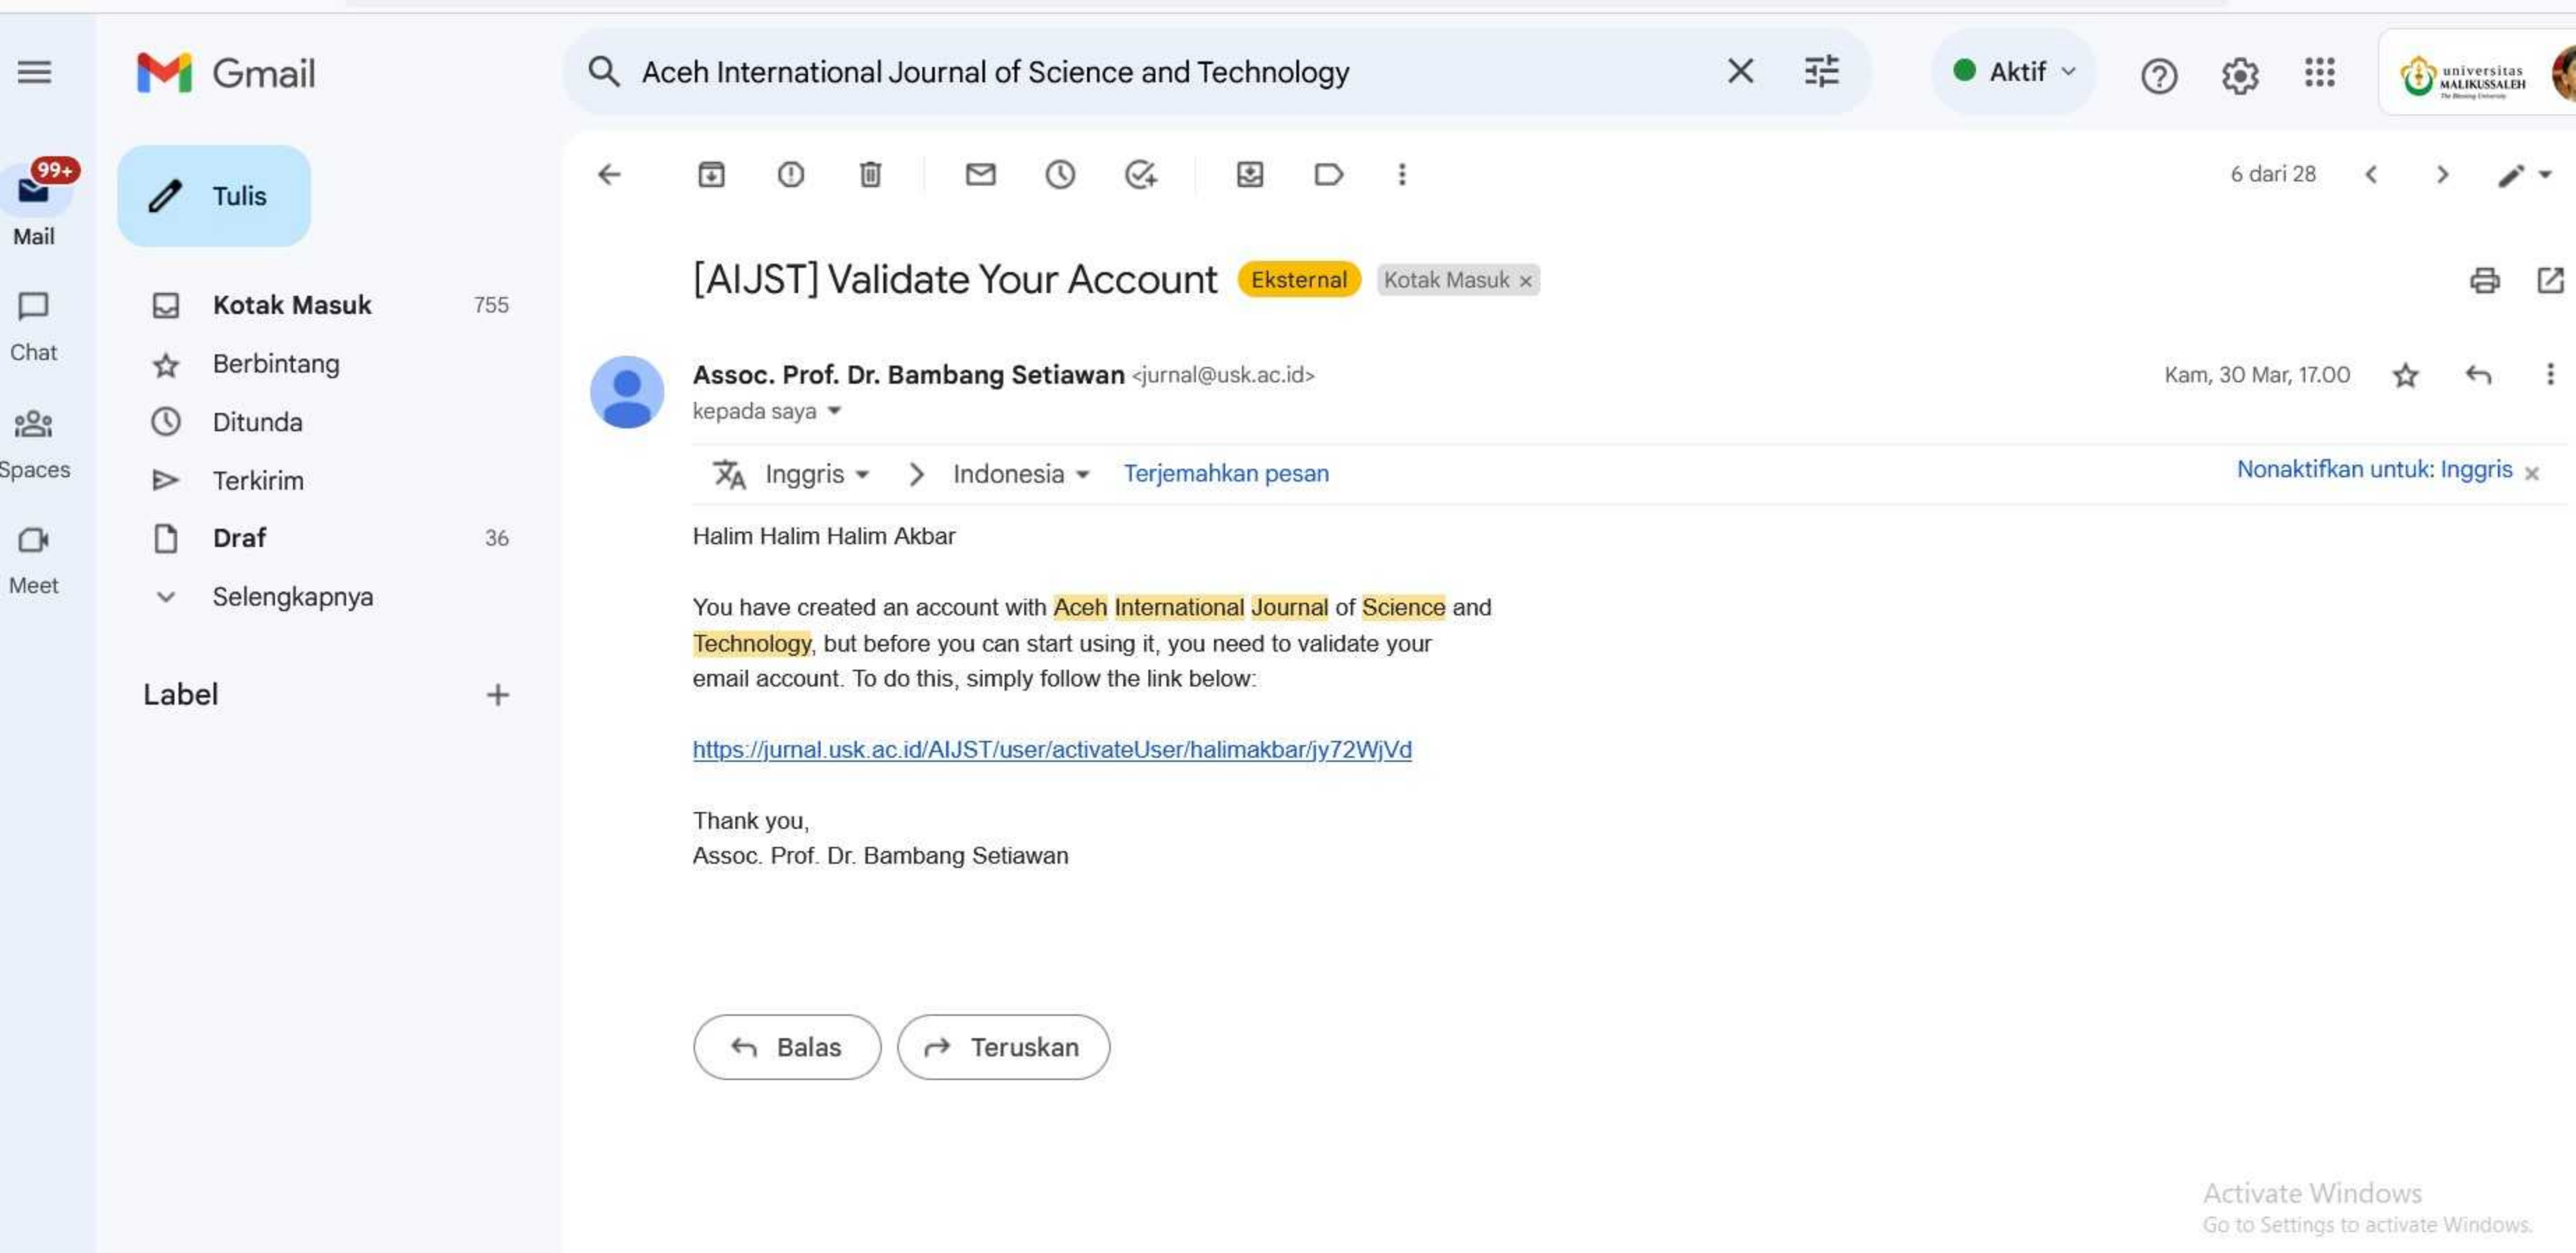 Gmail
Aceh International Journal of Science and Technology
Aktif
universitas
MALIKUSSALEH
The Blessing University
99+
Mail
Chat
Spaces
Meet
Tulis
Kotak Masuk 755
Berbintang
Ditunda
Terkirim
Draf 36
Selengkapnya
Label
6 dari 28
[AIJST] Validate Your Account Eksternal Kotak Masuk ×
Assoc. Prof. Dr. Bambang Setiawan <jurnal@usk.ac.id>
Kam, 30 Mar, 17.00
kepada saya
Inggris > Indonesia Terjemahkan pesan
Nonaktifkan untuk: Inggris ×
Halim Halim Halim Akbar
You have created an account with Aceh International Journal of Science and
Technology, but before you can start using it, you need to validate your
email account. To do this, simply follow the link below:
https://jurnal.usk.ac.id/AIJST/user/activateUser/halimakbar/jy72WjVd
Thank you,
Assoc. Prof. Dr. Bambang Setiawan
Balas
Teruskan
Activate Windows
Go to Settings to activate Windows.